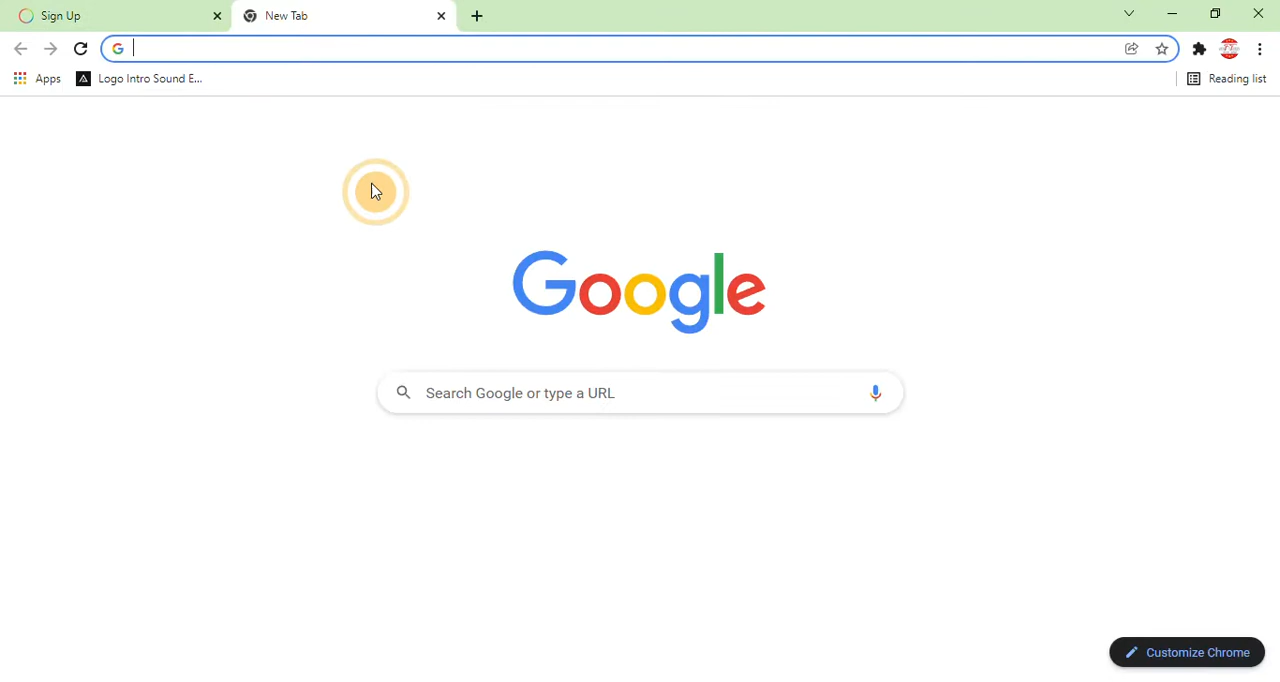 Sign Up
New Tab
Apps
Logo Intro Sound E...
Reading list
Google
Search Google or type a URL
Customize Chrome